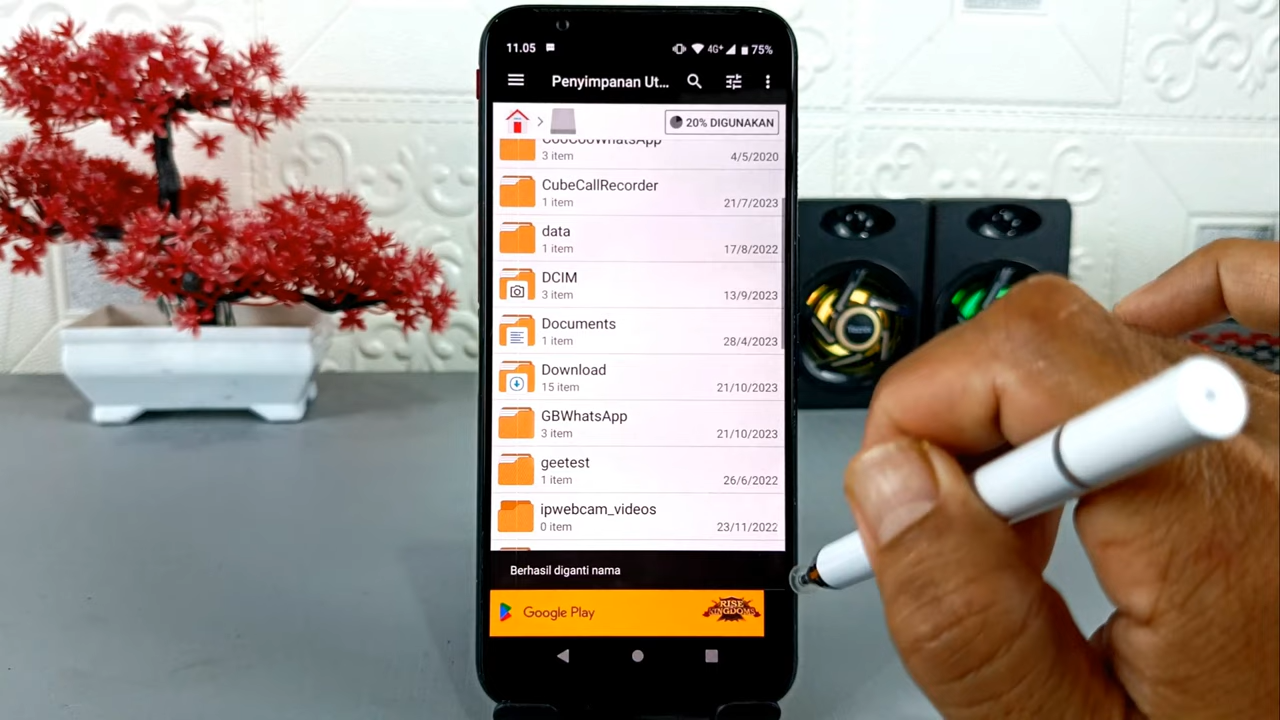 11.05
4G+ 75%
Penyimpanan Ut...
20% DIGUNAKAN
CooCooWhatsApp
3 item 4/5/2020
CubeCallRecorder
1 item 21/7/2023
data
1 item 17/8/2022
DCIM
3 item 13/9/2023
Documents
1 item 28/4/2023
Download
15 item 21/10/2023
GBWhatsApp
3 item 21/10/2023
geetest
1 item 26/6/2022
ipwebcam_videos
0 item 23/11/2022
Berhasil diganti nama
Google Play
RISE
KINGDOMS